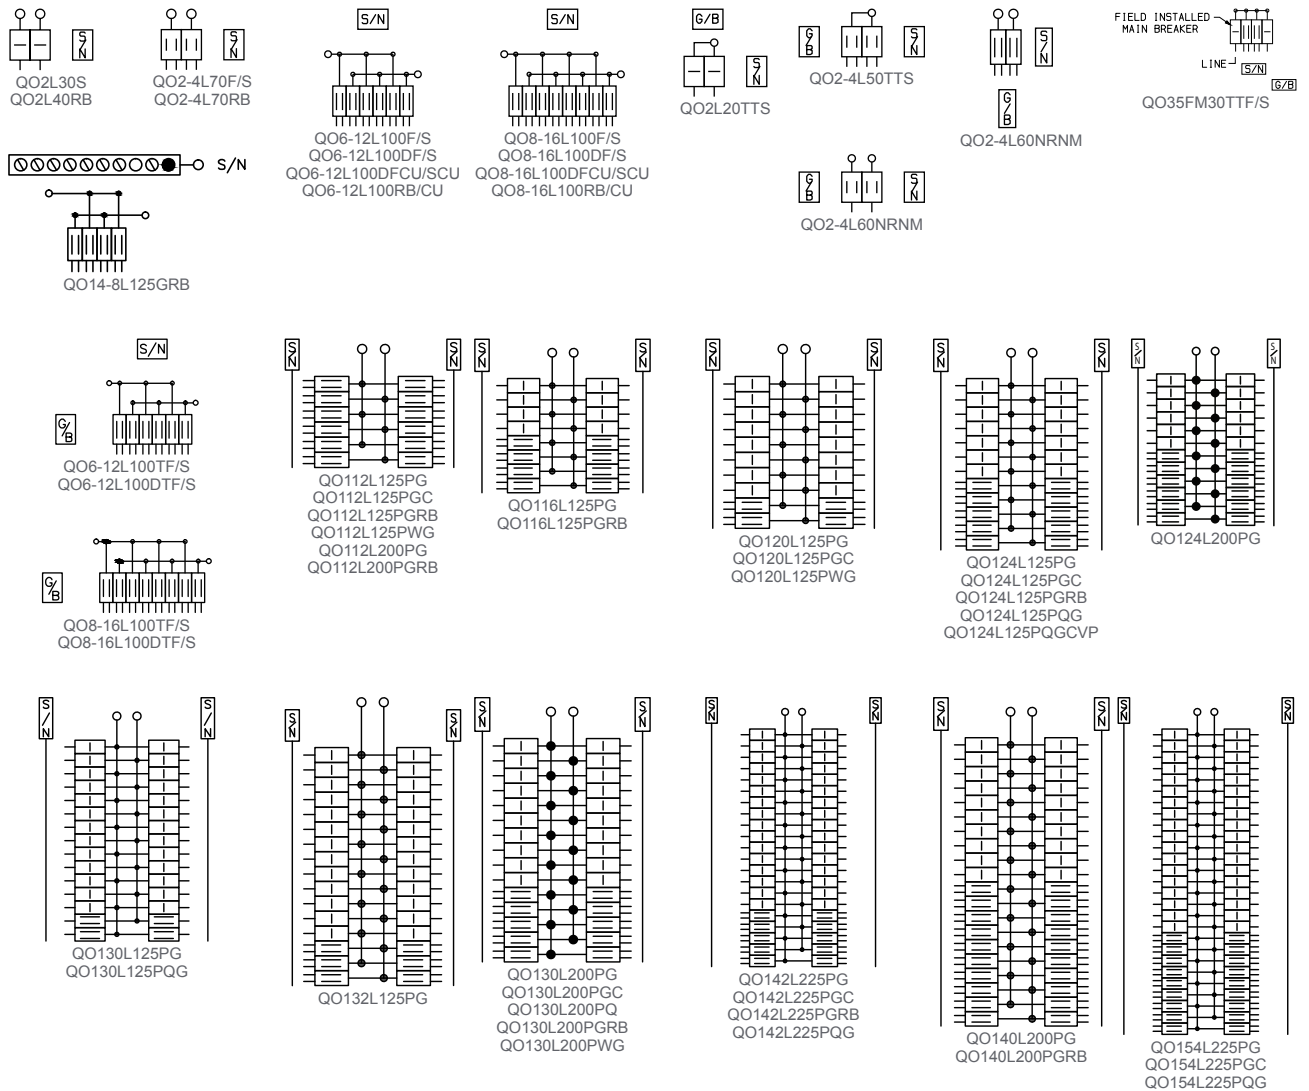 S/N
QO2L30S
QO2L40RB
S/N
QO2-4L70F/S
QO2-4L70RB
S/N
QO6-12L100F/S
QO6-12L100DF/S
QO6-12L100DFCU/SCU
QO6-12L100RB/CU
S/N
QO8-16L100F/S
QO8-16L100DF/S
QO8-16L100DFCU/SCU
QO8-16L100RB/CU
G/B
S/N
QO2L20TTS
G/B
S/N
QO2-4L50TTS
S/N
G/B
QO2-4L60NRNM
FIELD INSTALLED
MAIN BREAKER
LINE
S/N
G/B
QO35FM30TTF/S
S/N
QO14-8L125GRB
G/B
S/N
QO2-4L60NRNM
S/N
G/B
QO6-12L100TF/S
QO6-12L100DTF/S
G/B
QO8-16L100TF/S
QO8-16L100DTF/S
S/N
S/N
QO112L125PG
QO112L125PGC
QO112L125PGRB
QO112L125PWG
QO112L200PG
QO112L200PGRB
S/N
S/N
QO116L125PG
QO116L125PGRB
S/N
S/N
QO120L125PG
QO120L125PGC
QO120L125PWG
S/N
S/N
QO124L125PG
QO124L125PGC
QO124L125PGRB
QO124L125PQG
QO124L125PQGCVP
S/N
S/N
QO124L200PG
S/N
S/N
QO130L125PG
QO130L125PQG
S/N
S/N
QO132L125PG
S/N
S/N
QO130L200PG
QO130L200PGC
QO130L200PQ
QO130L200PGRB
QO130L200PWG
S/N
S/N
QO142L225PG
QO142L225PGC
QO142L225PGRB
QO142L225PQG
S/N
S/N
QO140L200PG
QO140L200PGRB
S/N
S/N
QO154L225PG
QO154L225PGC
QO154L225PQG